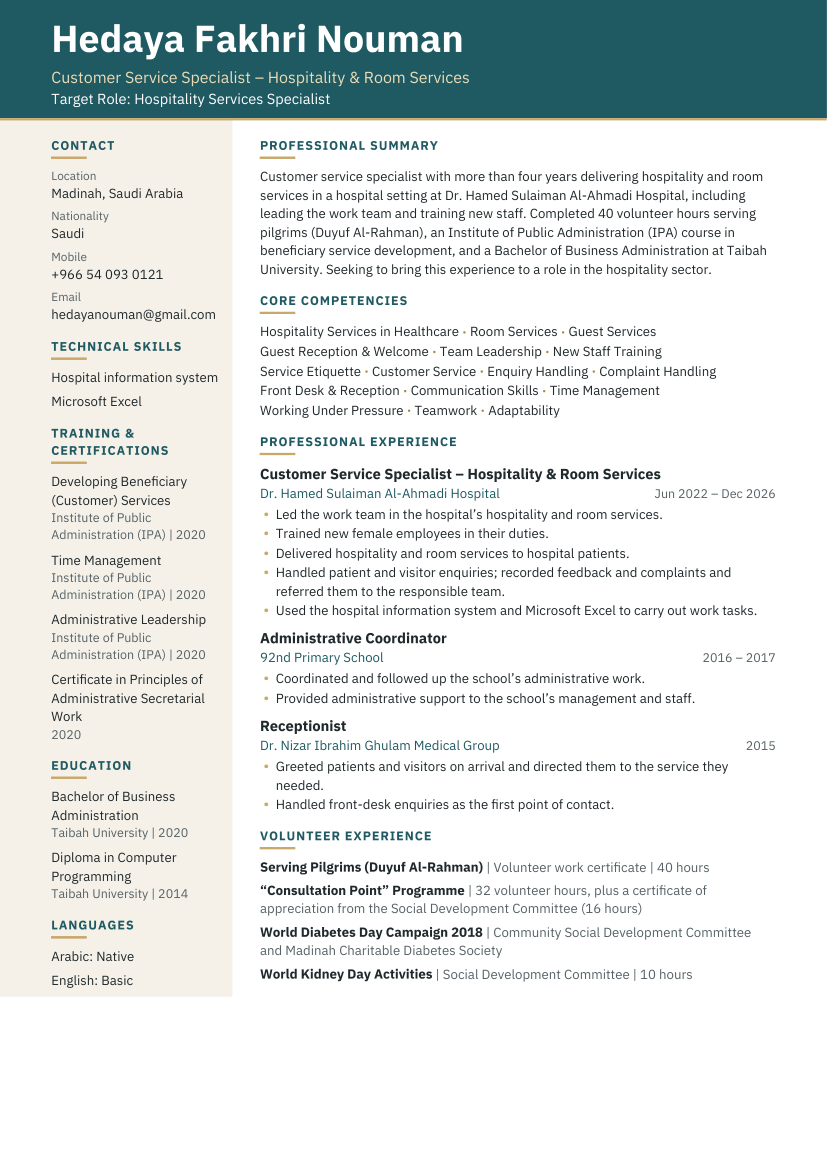 Hedaya Fakhri Nouman
Customer Service Specialist – Hospitality & Room Services
Target Role: Hospitality Services Specialist
CONTACT
Location
Madinah, Saudi Arabia
Nationality
Saudi
Mobile
+966 54 093 0121
Email
hedayanouman@gmail.com
TECHNICAL SKILLS
Hospital information system
Microsoft Excel
TRAINING &
CERTIFICATIONS
Developing Beneficiary
(Customer) Services
Institute of Public
Administration (IPA) | 2020
Time Management
Institute of Public
Administration (IPA) | 2020
Administrative Leadership
Institute of Public
Administration (IPA) | 2020
Certificate in Principles of
Administrative Secretarial
Work
2020
EDUCATION
Bachelor of Business
Administration
Taibah University | 2020
Diploma in Computer
Programming
Taibah University | 2014
LANGUAGES
Arabic: Native
English: Basic
PROFESSIONAL SUMMARY
Customer service specialist with more than four years delivering hospitality and room
services in a hospital setting at Dr. Hamed Sulaiman Al-Ahmadi Hospital, including
leading the work team and training new staff. Completed 40 volunteer hours serving
pilgrims (Duyuf Al-Rahman), an Institute of Public Administration (IPA) course in
beneficiary service development, and a Bachelor of Business Administration at Taibah
University. Seeking to bring this experience to a role in the hospitality sector.
CORE COMPETENCIES
Hospitality Services in Healthcare · Room Services · Guest Services
Guest Reception & Welcome · Team Leadership · New Staff Training
Service Etiquette · Customer Service · Enquiry Handling · Complaint Handling
Front Desk & Reception · Communication Skills · Time Management
Working Under Pressure · Teamwork · Adaptability
PROFESSIONAL EXPERIENCE
Customer Service Specialist – Hospitality & Room Services
Dr. Hamed Sulaiman Al-Ahmadi Hospital Jun 2022 – Dec 2026
• Led the work team in the hospital’s hospitality and room services.
• Trained new female employees in their duties.
• Delivered hospitality and room services to hospital patients.
• Handled patient and visitor enquiries; recorded feedback and complaints and
referred them to the responsible team.
• Used the hospital information system and Microsoft Excel to carry out work tasks.
Administrative Coordinator
92nd Primary School 2016 – 2017
• Coordinated and followed up the school’s administrative work.
• Provided administrative support to the school’s management and staff.
Receptionist
Dr. Nizar Ibrahim Ghulam Medical Group 2015
• Greeted patients and visitors on arrival and directed them to the service they
needed.
• Handled front-desk enquiries as the first point of contact.
VOLUNTEER EXPERIENCE
Serving Pilgrims (Duyuf Al-Rahman) | Volunteer work certificate | 40 hours
“Consultation Point” Programme | 32 volunteer hours, plus a certificate of
appreciation from the Social Development Committee (16 hours)
World Diabetes Day Campaign 2018 | Community Social Development Committee
and Madinah Charitable Diabetes Society
World Kidney Day Activities | Social Development Committee | 10 hours